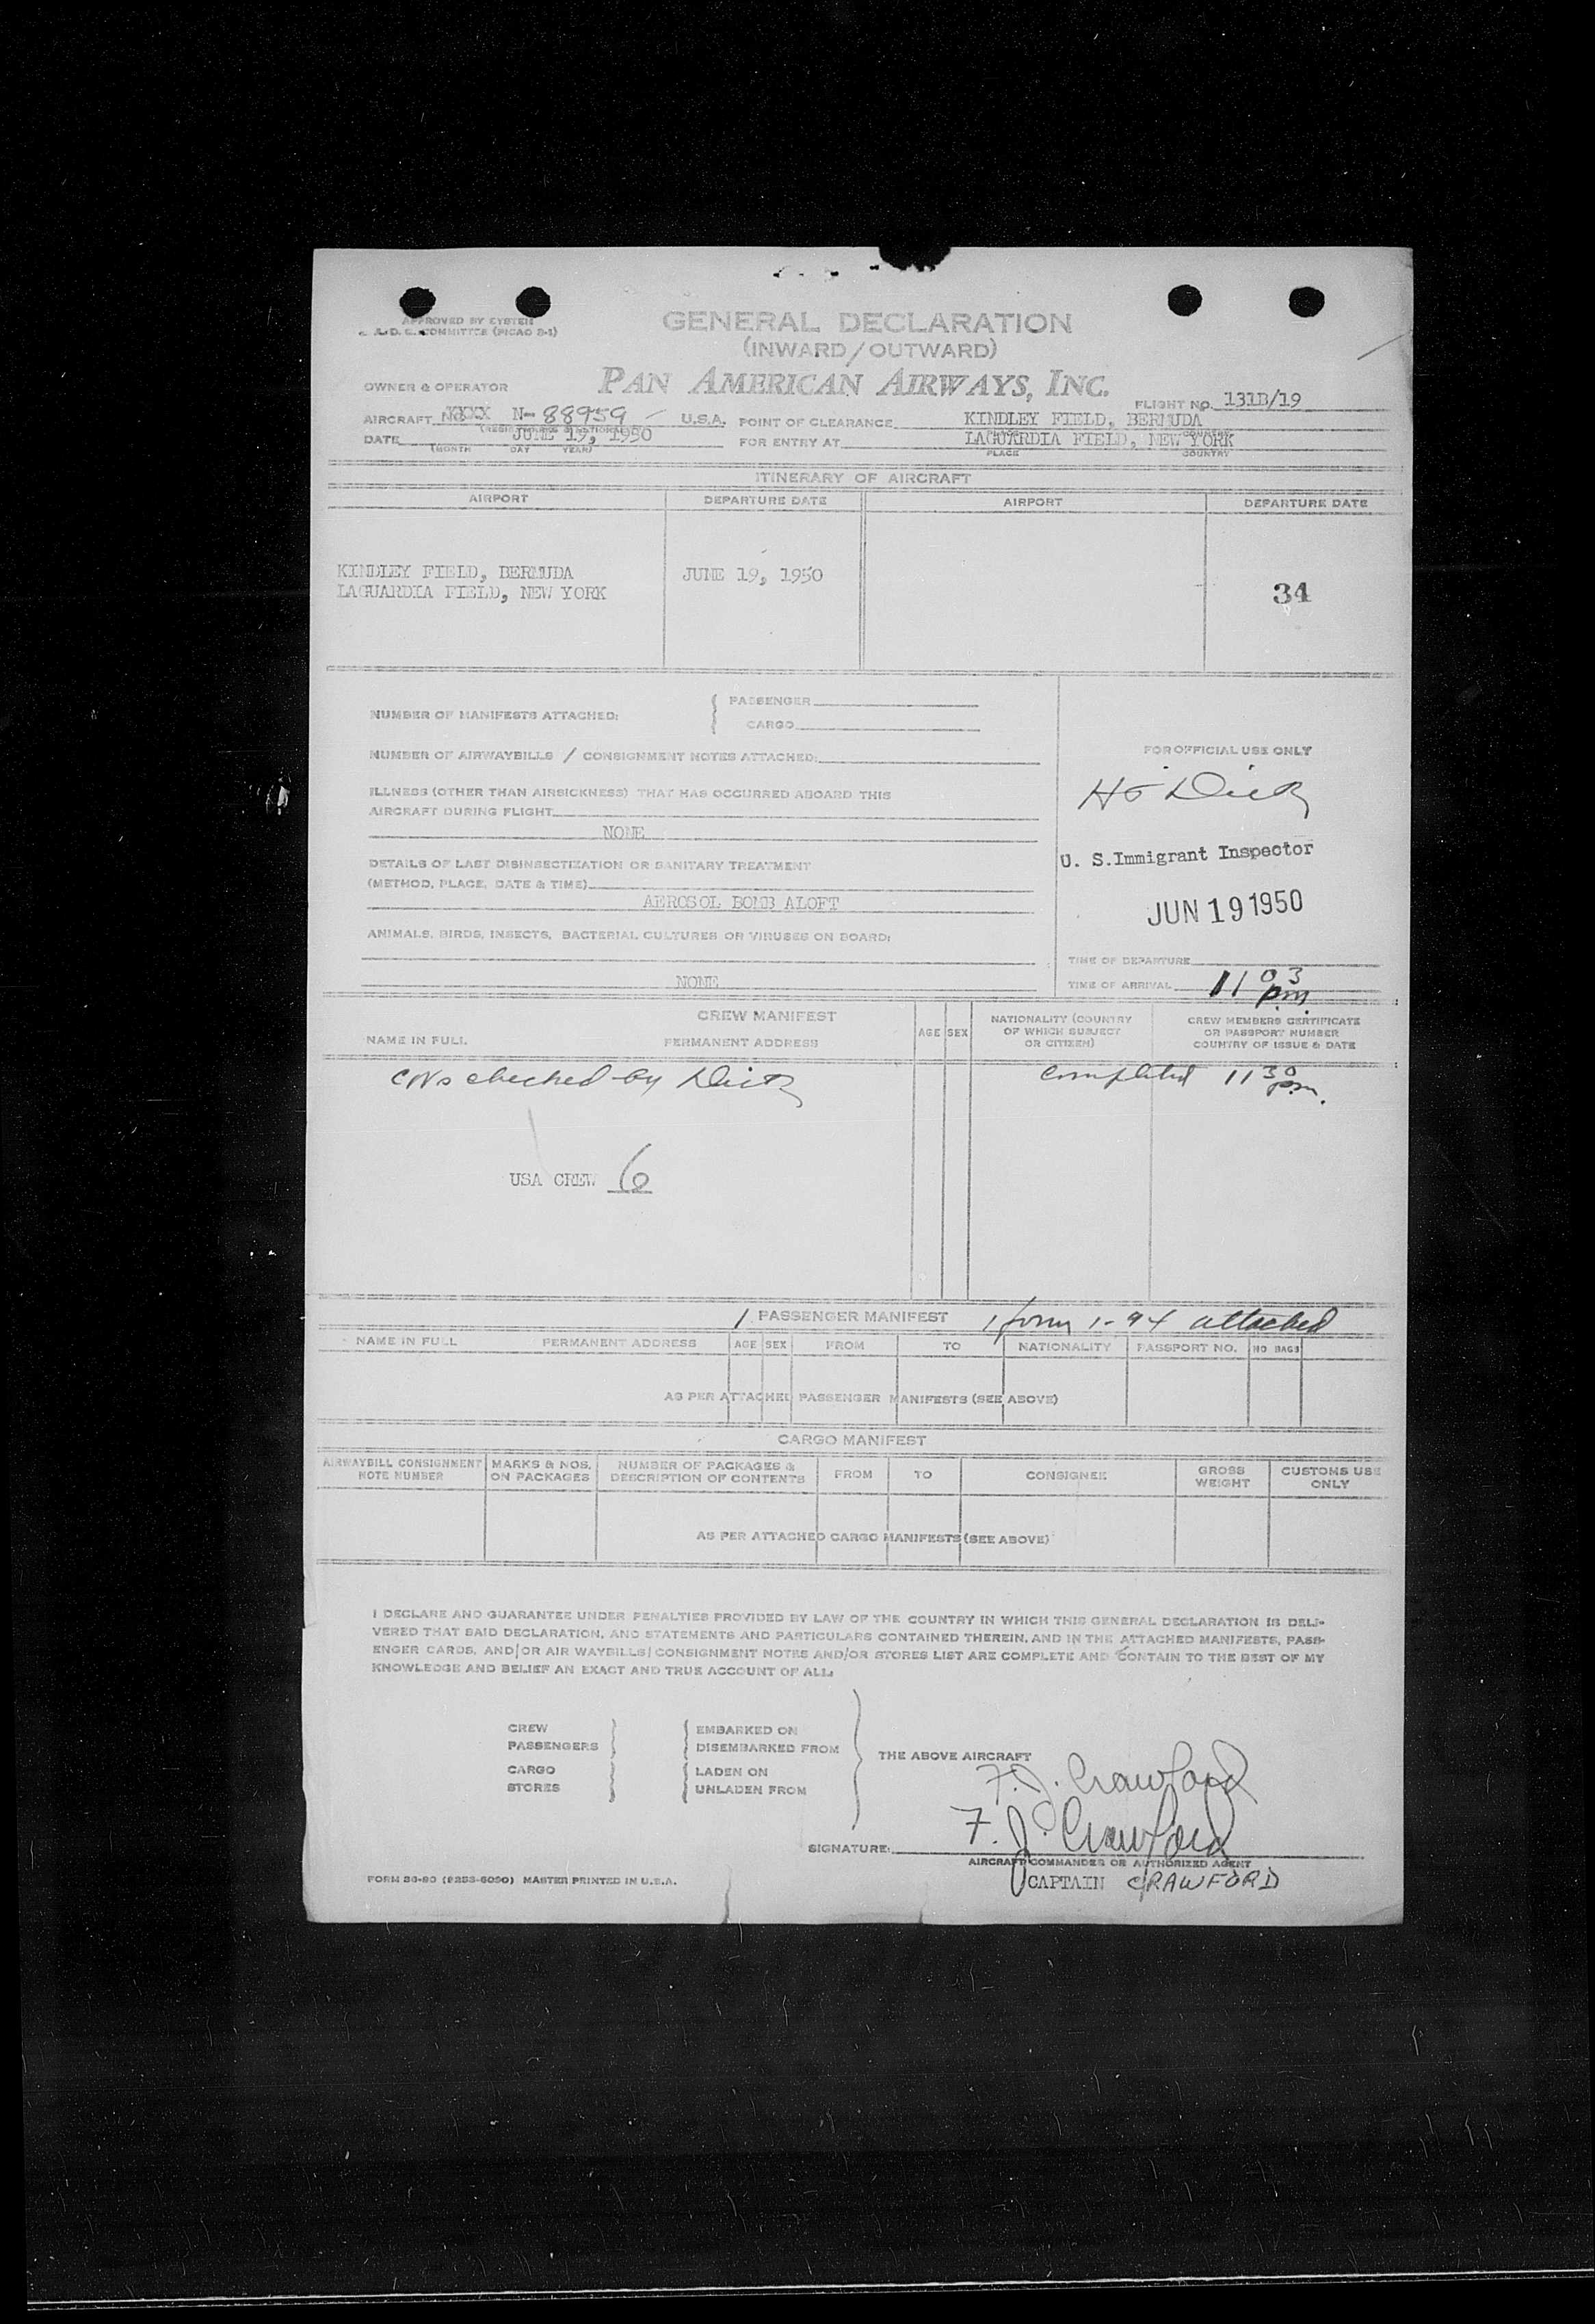 APPROVED BY SYSTEM
COMMITTEE (PICAO 2-1)
GENERAL DECLARATION
(INWARD/OUTWARD)
OWNER & OPERATOR
PAN AMERICAN AIRWAYS, INC.
FLIGHT NO. 131B/19
AIRCRAFT NO XXXX N-88959 U.S.A. POINT OF CLEARANCE KINDLEY FIELD, BERMUDA
DATE JUNE 19, 1950 FOR ENTRY AT LAGUARDIA FIELD, NEW YORK
(MONTH DAY YEAR) PLACE COUNTRY
ITINERARY OF AIRCRAFT
AIRPORT DEPARTURE DATE AIRPORT DEPARTURE DATE
KINDLEY FIELD, BERMUDA JUNE 19, 1950
LAGUARDIA FIELD, NEW YORK
34
NUMBER OF MANIFESTS ATTACHED: { PASSENGER
CARGO
NUMBER OF AIRWAYBILLS / CONSIGNMENT NOTES ATTACHED:
ILLNESS (OTHER THAN AIRSICKNESS) THAT HAS OCCURRED ABOARD THIS
AIRCRAFT DURING FLIGHT
NONE
DETAILS OF LAST DISINSECTIZATION OR SANITARY TREATMENT
(METHOD, PLACE, DATE & TIME)
AEROSOL BOMB ALOFT
ANIMALS, BIRDS, INSECTS, BACTERIAL CULTURES OR VIRUSES ON BOARD:
NONE
FOR OFFICIAL USE ONLY
U. S. Immigrant Inspector
JUN 19 1950
TIME OF DEPARTURE
TIME OF ARRIVAL 11 03 pm
CREW MANIFEST
NAME IN FULL PERMANENT ADDRESS AGE SEX NATIONALITY (COUNTRY OF WHICH SUBJECT OR CITIZEN) CREW MEMBERS CERTIFICATE OR PASSPORT NUMBER COUNTRY OF ISSUE & DATE
checked by completed 11 30 pm.
USA CREW 6
1 PASSENGER MANIFEST 1 form 1-94 attached
NAME IN FULL PERMANENT ADDRESS AGE SEX FROM TO NATIONALITY PASSPORT NO. NO BAGS
AS PER ATTACHED PASSENGER MANIFESTS (SEE ABOVE)
CARGO MANIFEST
AIRWAYBILL CONSIGNMENT NOTE NUMBER MARKS & NOS. ON PACKAGES NUMBER OF PACKAGES & DESCRIPTION OF CONTENTS FROM TO CONSIGNEE GROSS WEIGHT CUSTOMS USE ONLY
AS PER ATTACHED CARGO MANIFESTS (SEE ABOVE)
I DECLARE AND GUARANTEE UNDER PENALTIES PROVIDED BY LAW OF THE COUNTRY IN WHICH THIS GENERAL DECLARATION IS DELI-
VERED THAT SAID DECLARATION, AND STATEMENTS AND PARTICULARS CONTAINED THEREIN, AND IN THE ATTACHED MANIFESTS, PASS-
ENGER CARDS, AND/OR AIR WAYBILLS/CONSIGNMENT NOTES AND/OR STORES LIST ARE COMPLETE AND CONTAIN TO THE BEST OF MY
KNOWLEDGE AND BELIEF AN EXACT AND TRUE ACCOUNT OF ALL:
CREW EMBARKED ON
PASSENGERS DISEMBARKED FROM
THE ABOVE AIRCRAFT
CARGO LADEN ON
STORES UNLADEN FROM
F. J. Crawford
SIGNATURE: F. J. Crawford
AIRCRAFT COMMANDER OR AUTHORIZED AGENT
CAPTAIN CRAWFORD
FORM 30-90 (9253-6090) MASTER PRINTED IN U.S.A.